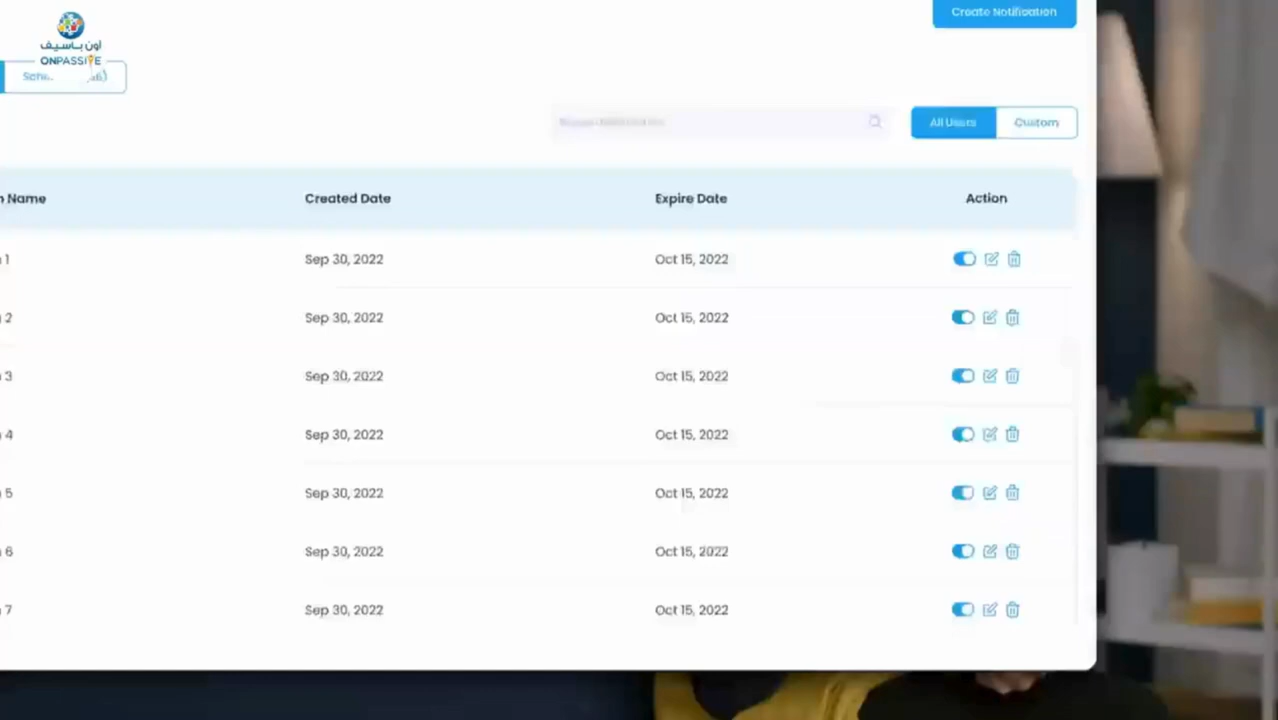 Create Notification
اون باسيف
ONPASSIVE
All Users
Custom
Name
Created Date
Expire Date
Action
1
Sep 30, 2022
Oct 15, 2022
2
Sep 30, 2022
Oct 15, 2022
3
Sep 30, 2022
Oct 15, 2022
4
Sep 30, 2022
Oct 15, 2022
5
Sep 30, 2022
Oct 15, 2022
6
Sep 30, 2022
Oct 15, 2022
7
Sep 30, 2022
Oct 15, 2022